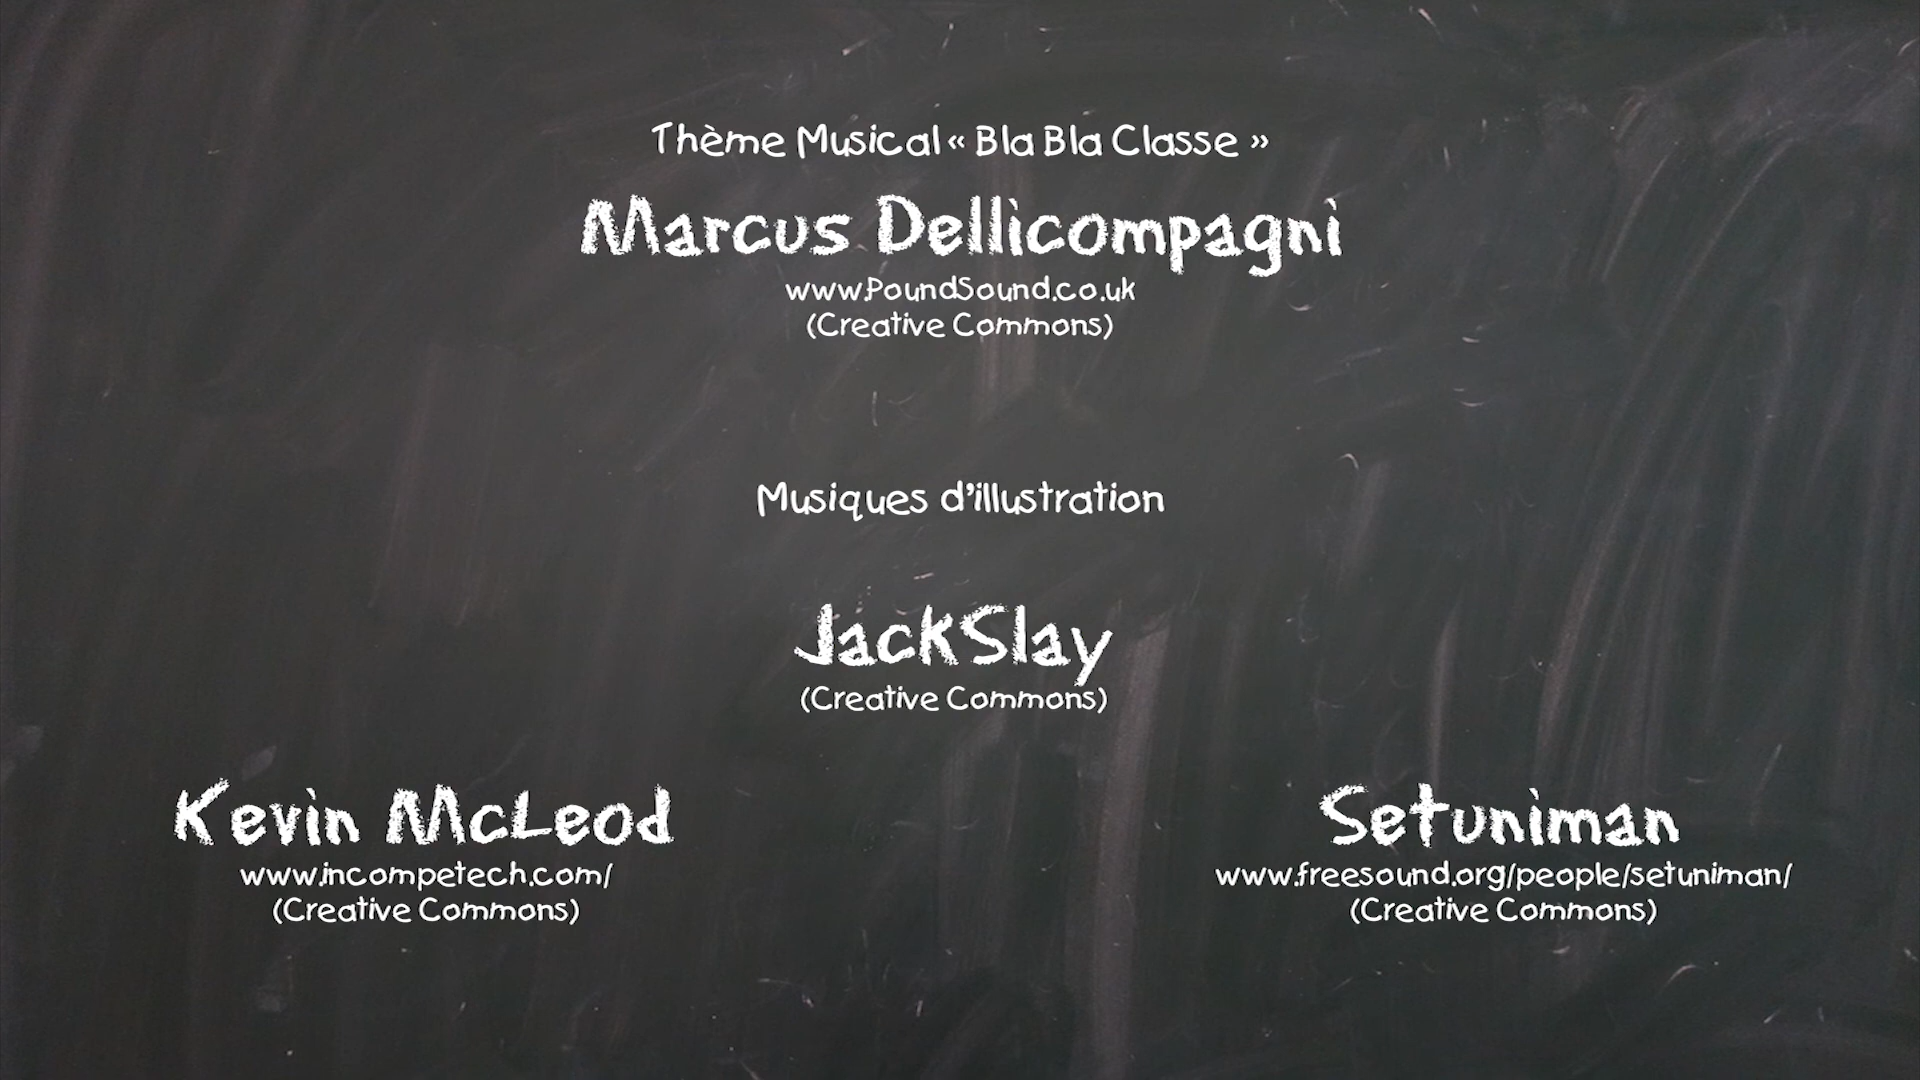 Thème Musical « Bla Bla Classe »
Marcus Dellicompagni
www.PoundSound.co.uk
(Creative Commons)
Musiques d'illustration
JackSlay
(Creative Commons)
Kevin McLeod
www.incompetech.com/
(Creative Commons)
Setuniman
www.freesound.org/people/setuniman/
(Creative Commons)